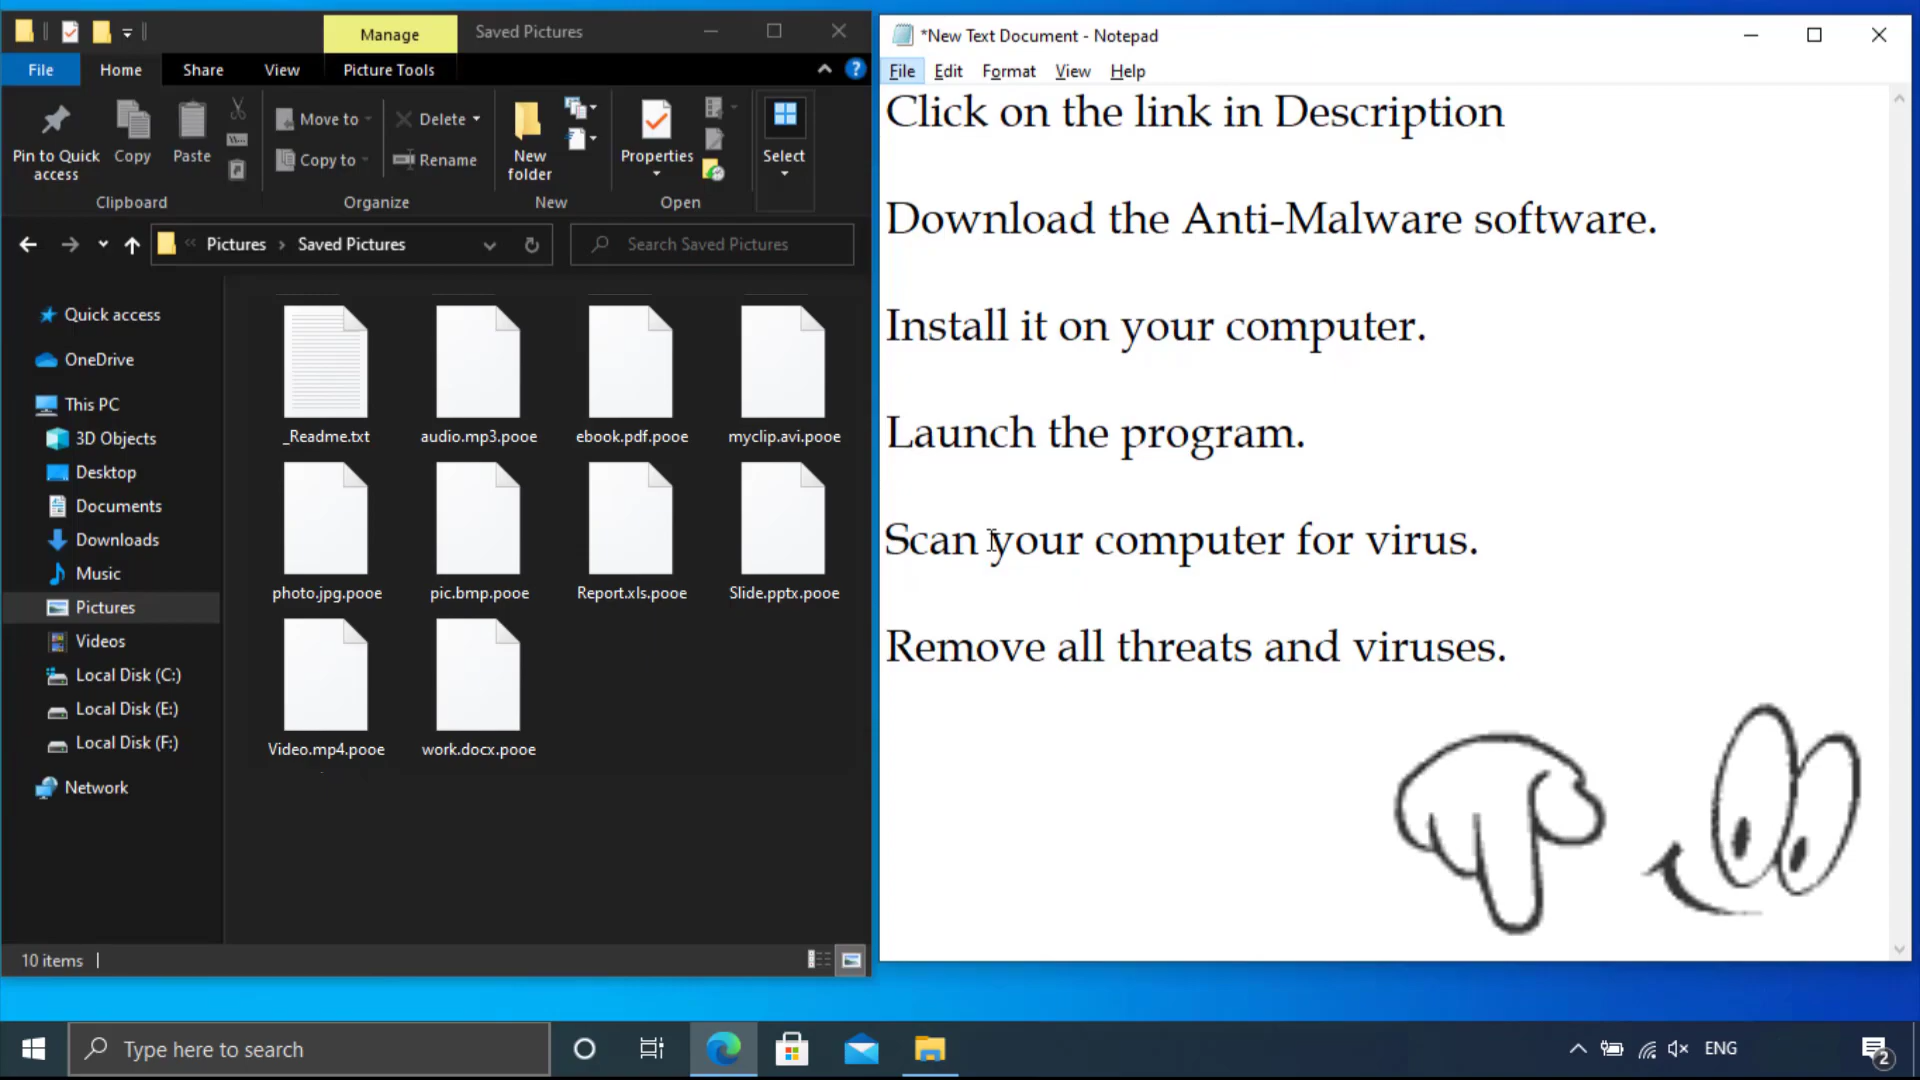 Manage
Saved Pictures
File
Home
Share
View
Picture Tools
Pin to Quick access
Copy
Paste
Move to
Copy to
Delete
Rename
New folder
Properties
Select
Clipboard
Organize
New
Open
Pictures
Saved Pictures
Search Saved Pictures
Quick access
OneDrive
This PC
3D Objects
Desktop
Documents
Downloads
Music
Pictures
Videos
Local Disk (C:)
Local Disk (E:)
Local Disk (F:)
Network
_Readme.txt
audio.mp3.pooe
ebook.pdf.pooe
myclip.avi.pooe
photo.jpg.pooe
pic.bmp.pooe
Report.xls.pooe
Slide.pptx.pooe
Video.mp4.pooe
work.docx.pooe
10 items
*New Text Document - Notepad
File Edit Format View Help
Click on the link in Description
Download the Anti-Malware software.
Install it on your computer.
Launch the program.
Scan your computer for virus.
Remove all threats and viruses.
Type here to search
ENG
2